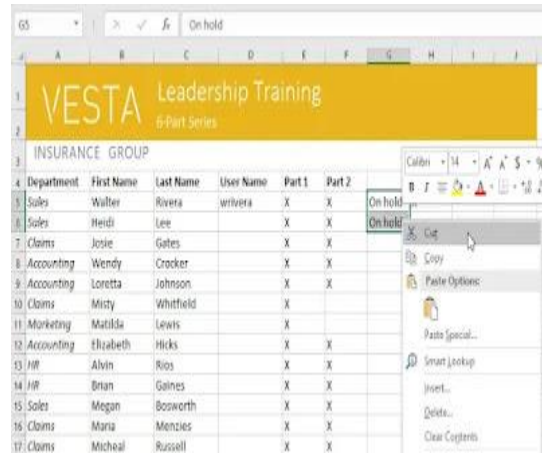 G5 fx On hold
A B C D E F G H I J
1 VESTA Leadership Training
2 6-Part Series
3 INSURANCE GROUP
Calibri 14 A A $ %
B I A
4 Department First Name Last Name User Name Part 1 Part 2
5 Sales Walter Rivera wrivera X X On hold
6 Sales Heidi Lee X X On hold
7 Claims Josie Gates X X
8 Accounting Wendy Crocker X X
9 Accounting Loretta Johnson X X
10 Claims Misty Whitfield X
11 Marketing Matilda Lewis X
12 Accounting Elizabeth Hicks X X
13 HR Alvin Rios X X
14 HR Brian Gaines X X
15 Sales Megan Bosworth X X
16 Claims Maria Menzies X X
17 Claims Micheal Russell X X
Cut
Copy
Paste Options:
Paste Special...
Smart Lookup
Insert...
Delete...
Clear Contents